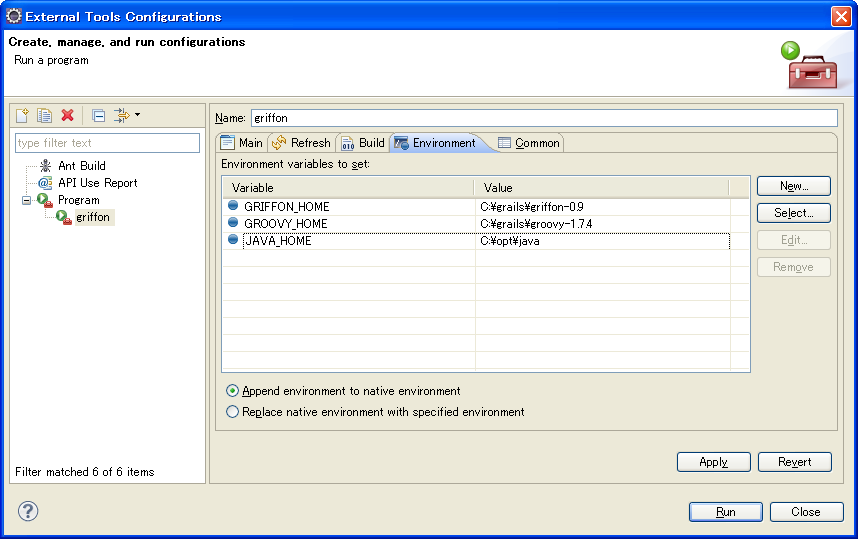 External Tools Configurations
Create, manage, and run configurations
Run a program
type filter text
Ant Build
API Use Report
Program
griffon
Filter matched 6 of 6 items
Name: griffon
Main Refresh Build Environment Common
Environment variables to set:
Variable Value
GRIFFON_HOME C:¥grails¥griffon-0.9
GROOVY_HOME C:¥grails¥groovy-1.7.4
JAVA_HOME C:¥opt¥java
New...
Select...
Edit...
Remove
Append environment to native environment
Replace native environment with specified environment
Apply Revert
Run Close